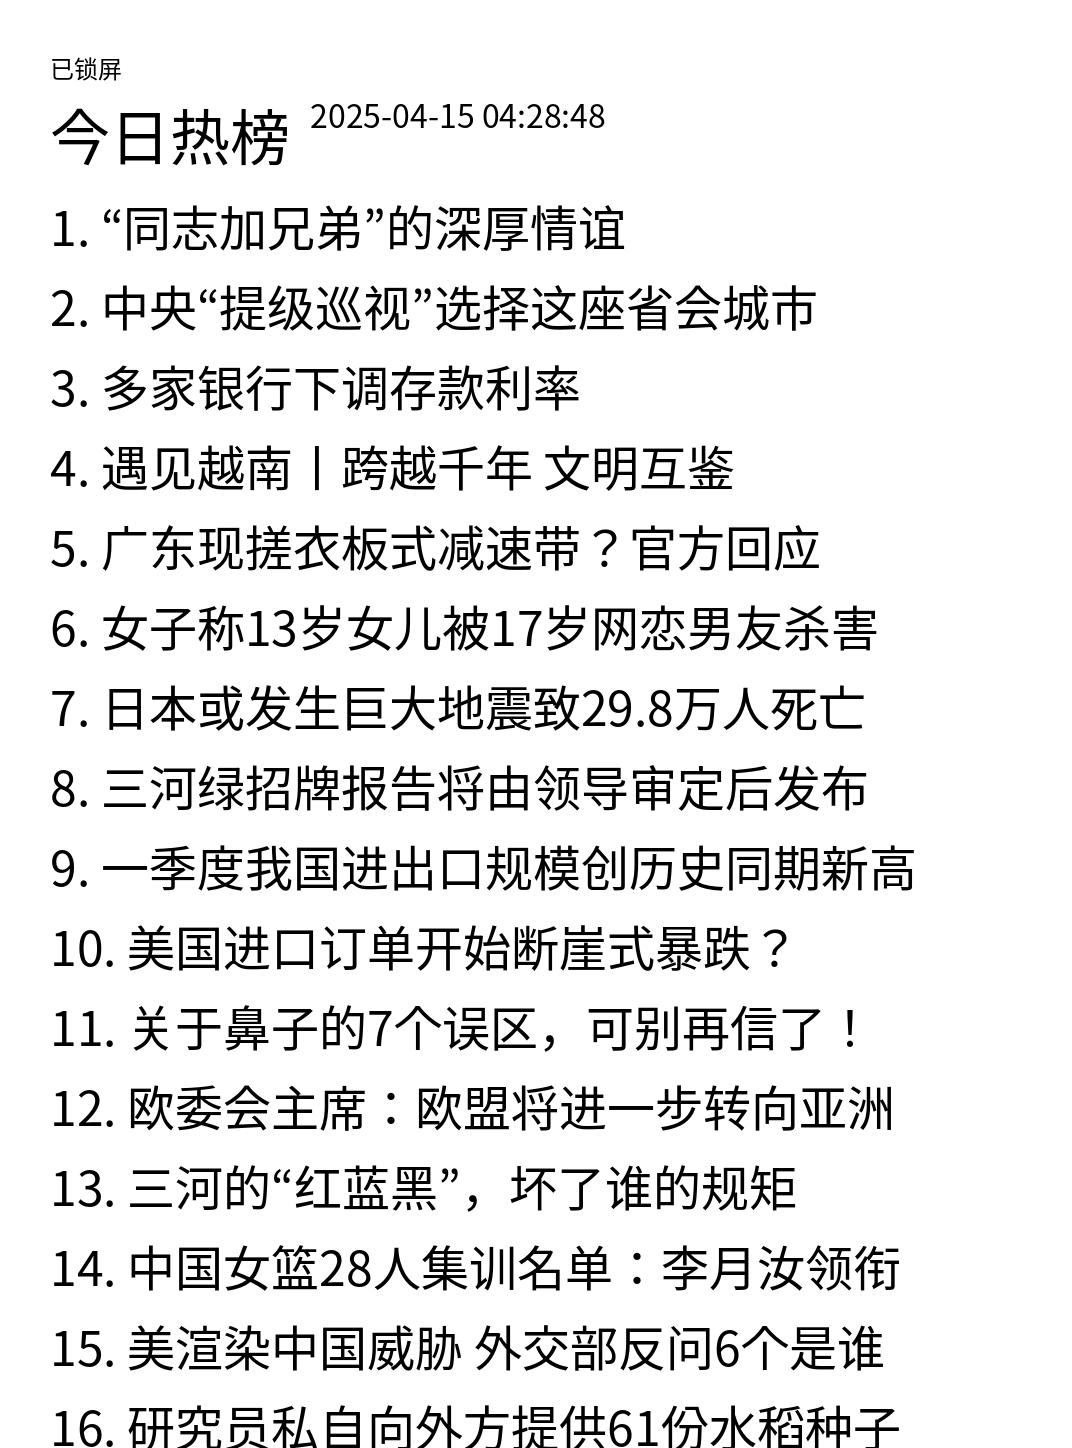 已锁屏
今日热榜 2025-04-15 04:28:48
1. “同志加兄弟”的深厚情谊
2. 中央“提级巡视”选择这座省会城市
3. 多家银行下调存款利率
4. 遇见越南丨跨越千年 文明互鉴
5. 广东现搓衣板式减速带？官方回应
6. 女子称13岁女儿被17岁网恋男友杀害
7. 日本或发生巨大地震致29.8万人死亡
8. 三河绿招牌报告将由领导审定后发布
9. 一季度我国进出口规模创历史同期新高
10. 美国进口订单开始断崖式暴跌？
11. 关于鼻子的7个误区，可别再信了！
12. 欧委会主席：欧盟将进一步转向亚洲
13. 三河的“红蓝黑”，坏了谁的规矩
14. 中国女篮28人集训名单：李月汝领衔
15. 美渲染中国威胁 外交部反问6个是谁
16. 研究员私自向外方提供61份水稻种子